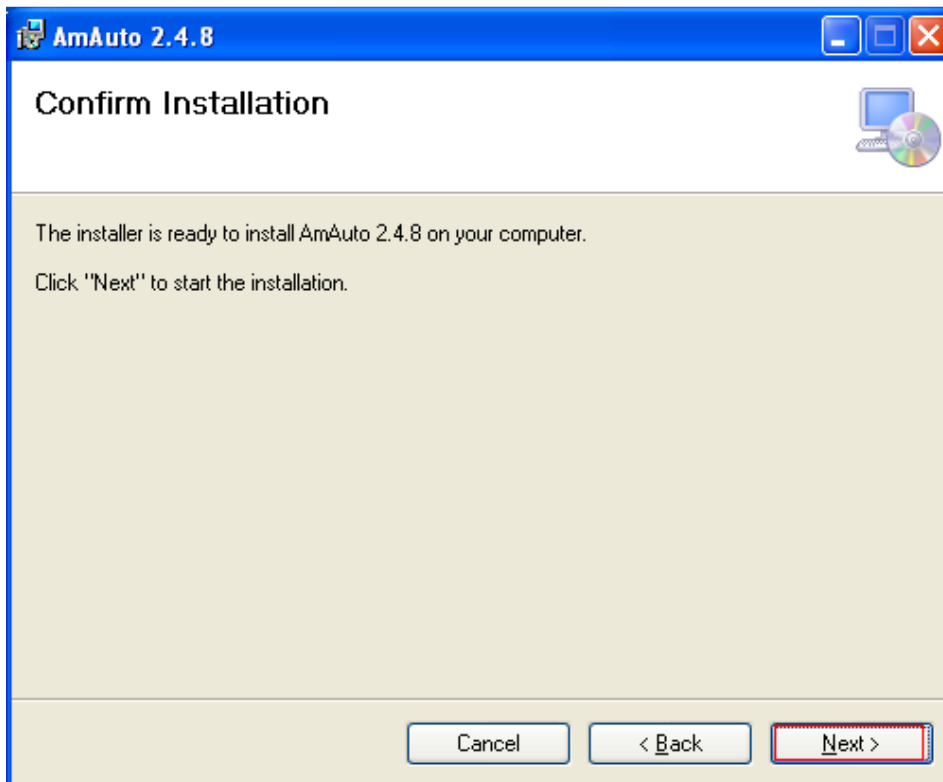 AmAuto 2.4.8
Confirm Installation
The installer is ready to install AmAuto 2.4.8 on your computer.
Click "Next" to start the installation.
Cancel
< Back
Next >